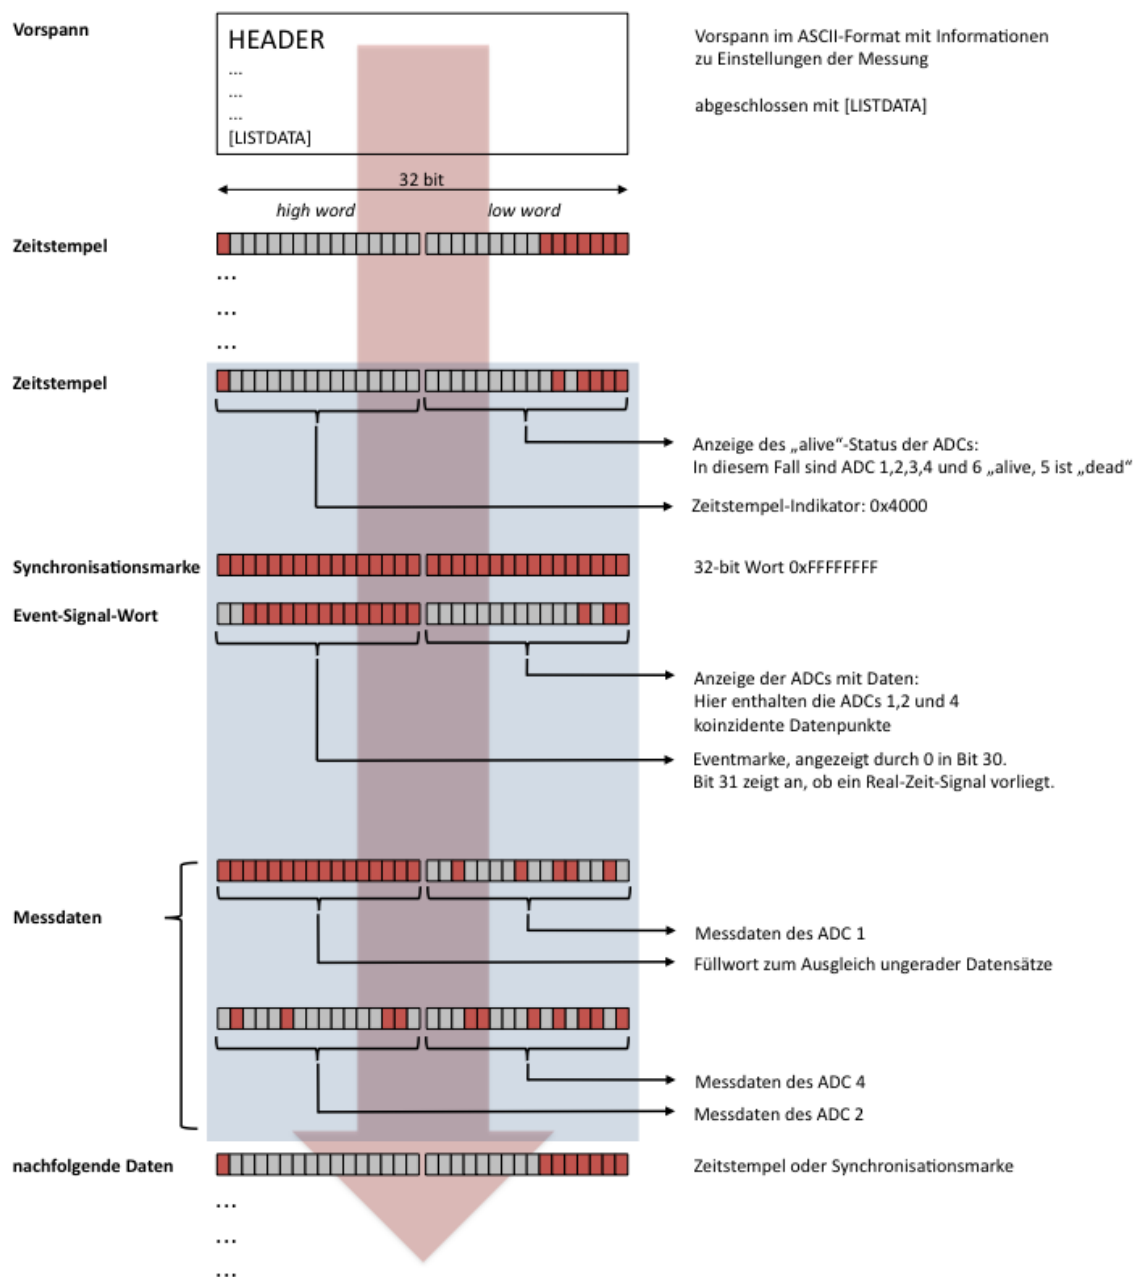 Vorspann
HEADER
...
...
...
[LISTDATA]
Vorspann im ASCII-Format mit Informationen
zu Einstellungen der Messung
abgeschlossen mit [LISTDATA]
32 bit
high word
low word
Zeitstempel
...
...
...
Zeitstempel
Anzeige des „alive“-Status der ADCs:
In diesem Fall sind ADC 1,2,3,4 und 6 „alive, 5 ist „dead“
Zeitstempel-Indikator: 0x4000
Synchronisationsmarke
32-bit Wort 0xFFFFFFFF
Event-Signal-Wort
Anzeige der ADCs mit Daten:
Hier enthalten die ADCs 1,2 und 4
koinzidente Datenpunkte
Eventmarke, angezeigt durch 0 in Bit 30.
Bit 31 zeigt an, ob ein Real-Zeit-Signal vorliegt.
Messdaten
Messdaten des ADC 1
Füllwort zum Ausgleich ungerader Datensätze
Messdaten des ADC 4
Messdaten des ADC 2
nachfolgende Daten
Zeitstempel oder Synchronisationsmarke
...
...
...